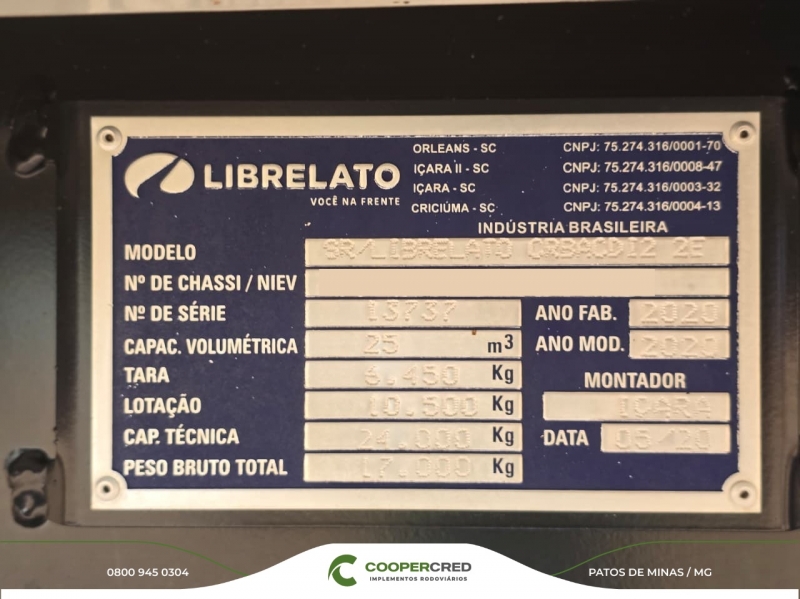 LIBRELATO
VOCÊ NA FRENTE
ORLEANS - SC CNPJ: 75.274.316/0001-70
IÇARA II - SC CNPJ: 75.274.316/0008-47
IÇARA - SC CNPJ: 75.274.316/0003-32
CRICIÚMA - SC CNPJ: 75.274.316/0004-13
INDÚSTRIA BRASILEIRA
MODELO SR/LIBRELATO CRBACDI2 2E
Nº DE CHASSI / NIEV
Nº DE SÉRIE 13737 ANO FAB. 2020
CAPAC. VOLUMÉTRICA 25 m³ ANO MOD. 2020
TARA 6.450 Kg MONTADOR
LOTAÇÃO 10.500 Kg ICARA
CAP. TÉCNICA 24.000 Kg DATA 05/20
PESO BRUTO TOTAL 17.000 Kg
0800 945 0304
COOPERCRED
IMPLEMENTOS RODOVIÁRIOS
PATOS DE MINAS / MG